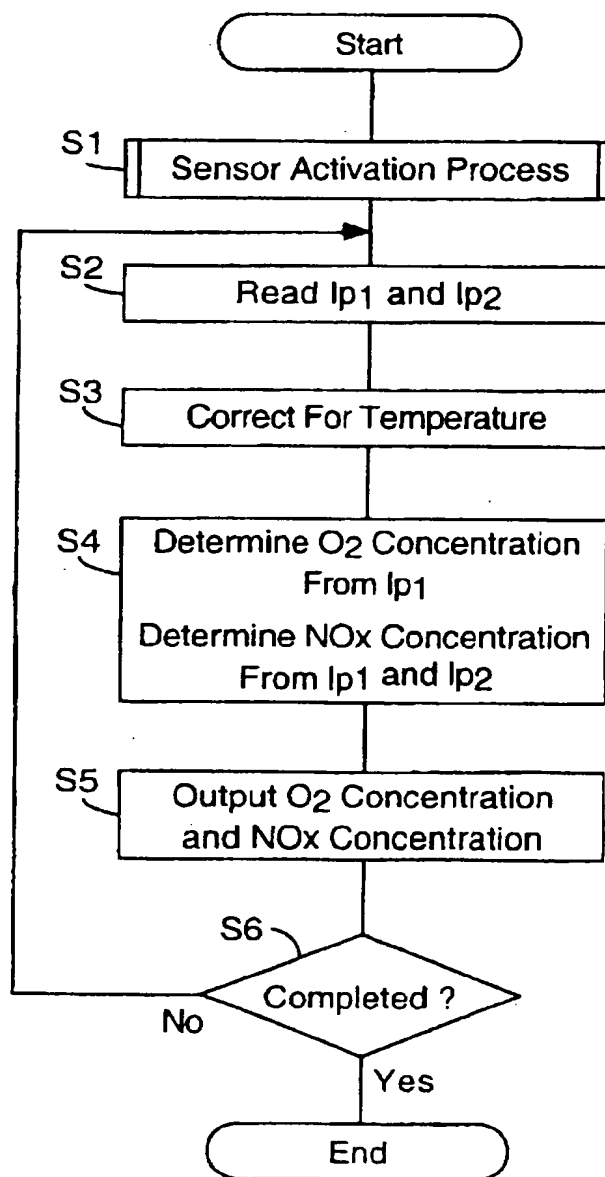 Start
S1
Sensor Activation Process
S2
Read Ip1 and Ip2
S3
Correct For Temperature
S4
Determine O2 Concentration
From Ip1
Determine NOx Concentration
From Ip1 and Ip2
S5
Output O2 Concentration
and NOx Concentration
S6
Completed ?
No
Yes
End